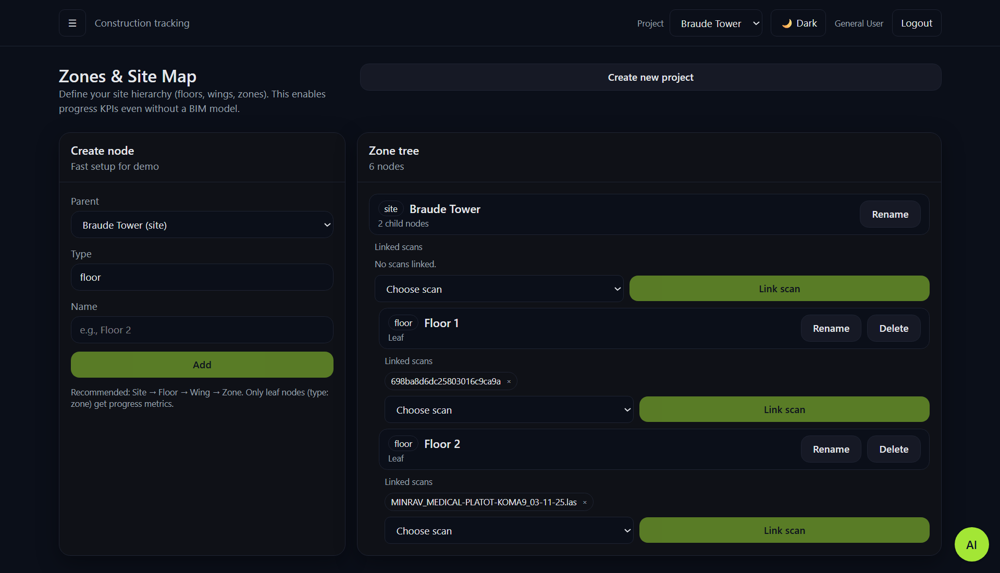 ☰ Construction tracking Project Braude Tower 🌙 Dark General User Logout
Zones & Site Map
Define your site hierarchy (floors, wings, zones). This enables
progress KPIs even without a BIM model.
Create new project
Create node
Fast setup for demo
Parent
Braude Tower (site)
Type
floor
Name
e.g., Floor 2
Add
Recommended: Site → Floor → Wing → Zone. Only leaf nodes (type:
zone) get progress metrics.
Zone tree
6 nodes
site Braude Tower
2 child nodes
Rename
Linked scans
No scans linked.
Choose scan Link scan
floor Floor 1
Leaf
Rename Delete
Linked scans
698ba8d6dc25803016c9ca9a ×
Choose scan Link scan
floor Floor 2
Leaf
Rename Delete
Linked scans
MINRAV_MEDICAL-PLATOT-KOMA9_03-11-25.las ×
Choose scan Link scan
AI